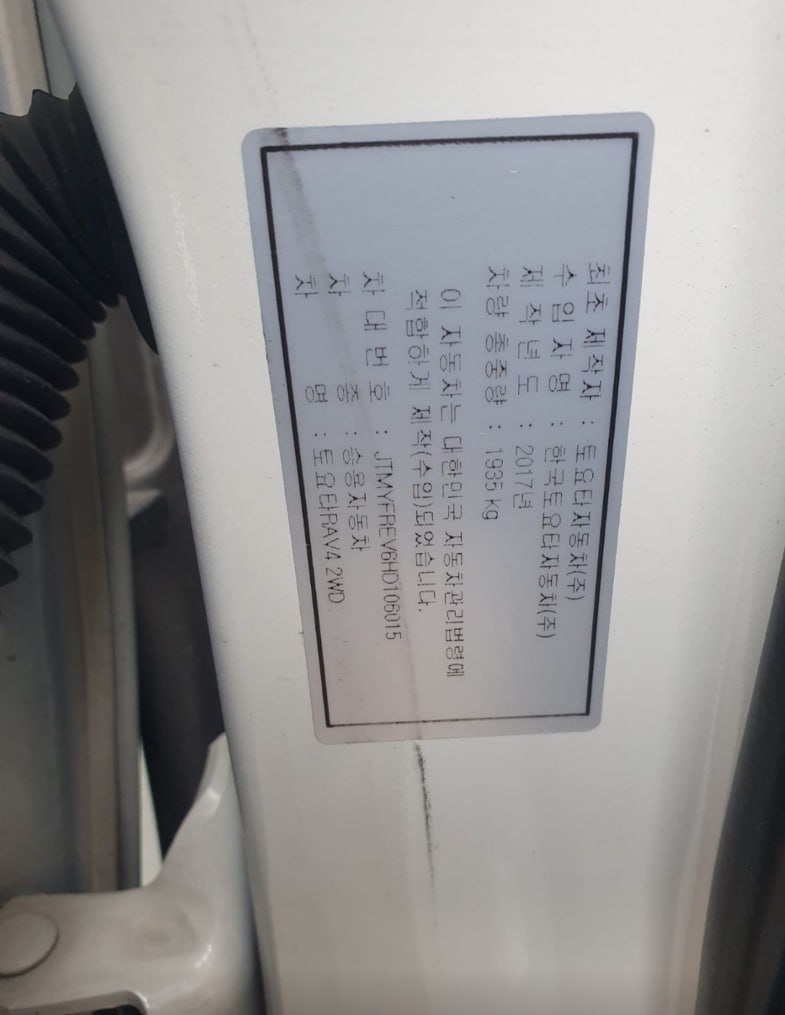 최초 제작사 : 토요타자동차(주)
수 입 자 명 : 한국토요타자동차(주)
제 작 년 도 : 2017년
차량 총중량 : 1935 kg
이 자동차는 대한민국 자동차관리법령에
적합하게 제작(수입)되었습니다.
차 대 번 호 : JTMYFREV6HD106015
차 종 : 승용자동차
차 명 : 토요타RAV4 2WD